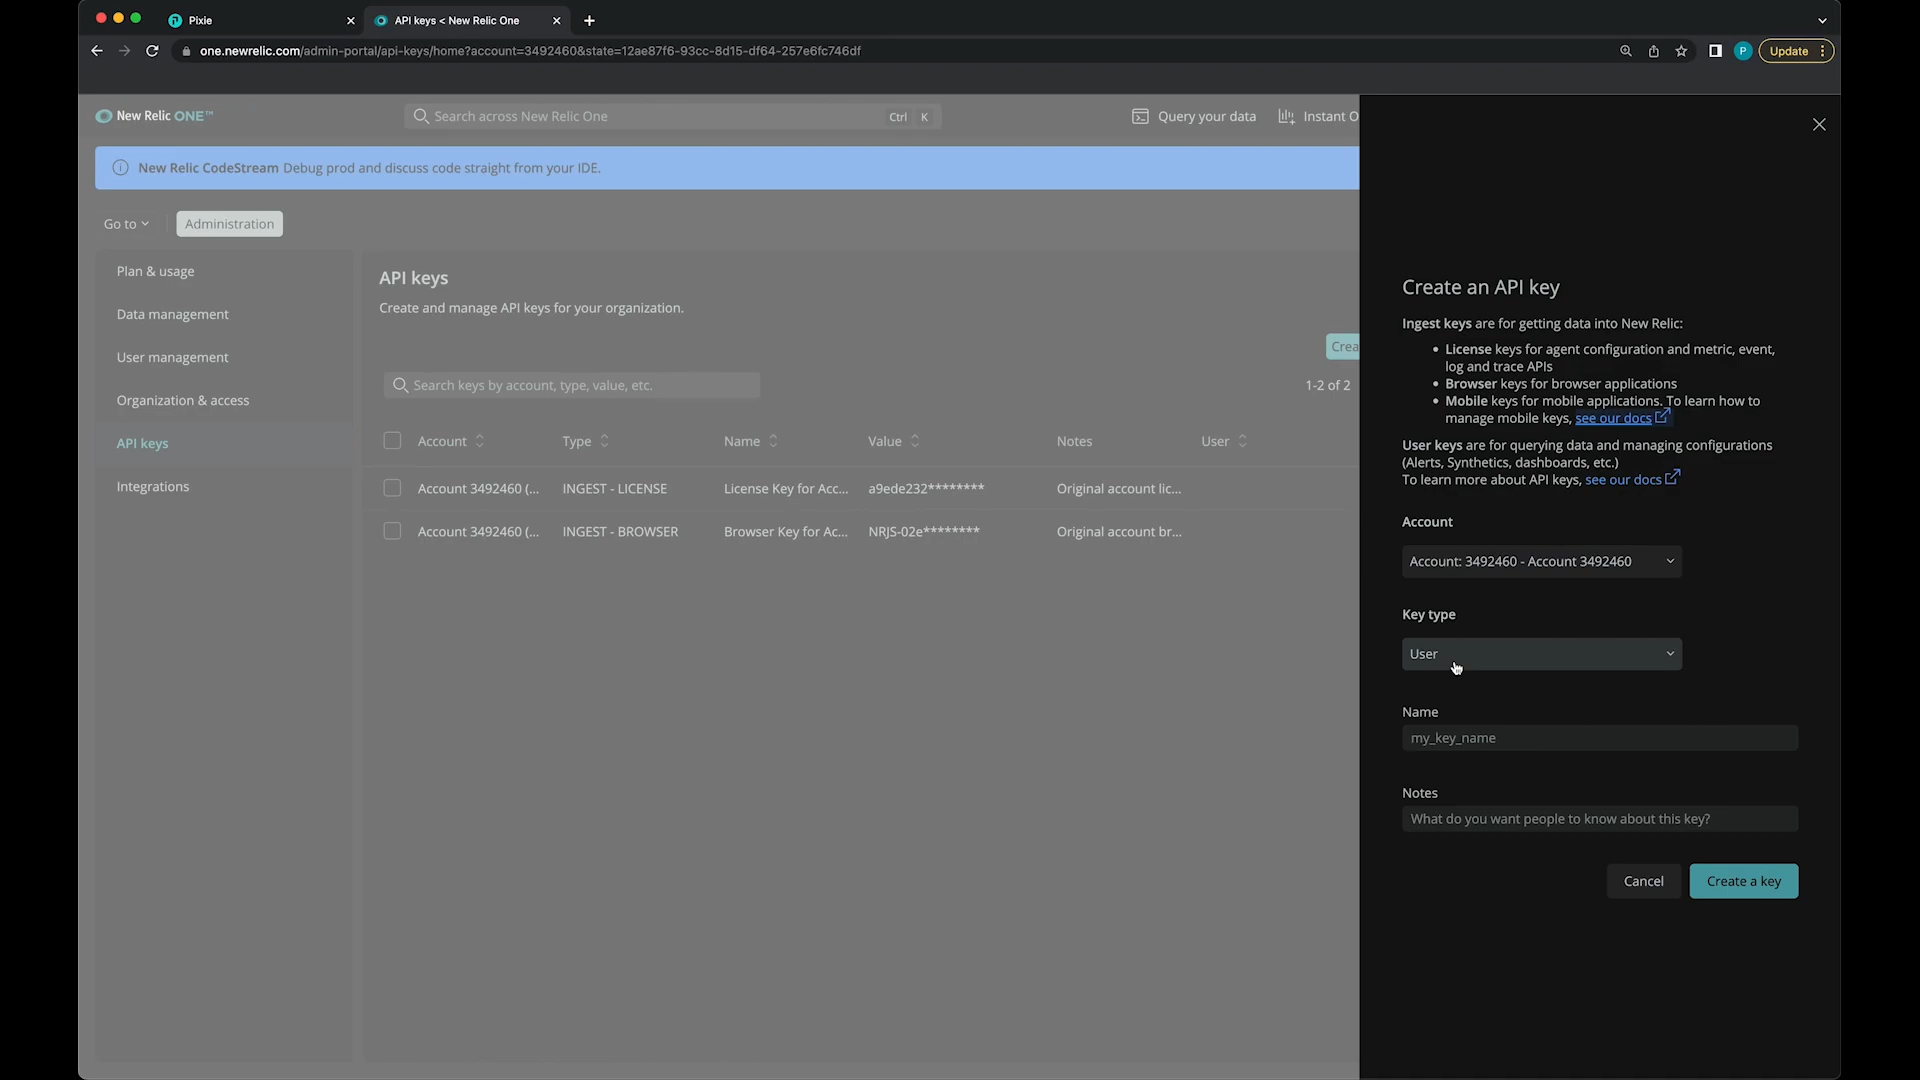 Pixie
API keys < New Relic One
one.newrelic.com/admin-portal/api-keys/home?account=3492460&state=12ae87f6-93cc-8d15-df64-257e6fc746df
P
Update
New Relic ONE™
Search across New Relic One
Ctrl K
Query your data
Instant O
New Relic CodeStream Debug prod and discuss code straight from your IDE.
Go to
Administration
Plan & usage
Data management
User management
Organization & access
API keys
Integrations
API keys
Create and manage API keys for your organization.
Crea
Search keys by account, type, value, etc.
1-2 of 2
Account Type Name Value Notes User
Account 3492460 (... INGEST - LICENSE License Key for Acc... a9ede232******** Original account lic...
Account 3492460 (... INGEST - BROWSER Browser Key for Ac... NRJS-02e******** Original account br...
Create an API key
Ingest keys are for getting data into New Relic:
• License keys for agent configuration and metric, event,
log and trace APIs
• Browser keys for browser applications
• Mobile keys for mobile applications. To learn how to
manage mobile keys, see our docs
User keys are for querying data and managing configurations
(Alerts, Synthetics, dashboards, etc.)
To learn more about API keys, see our docs
Account
Account: 3492460 - Account 3492460
Key type
User
Name
my_key_name
Notes
What do you want people to know about this key?
Cancel
Create a key